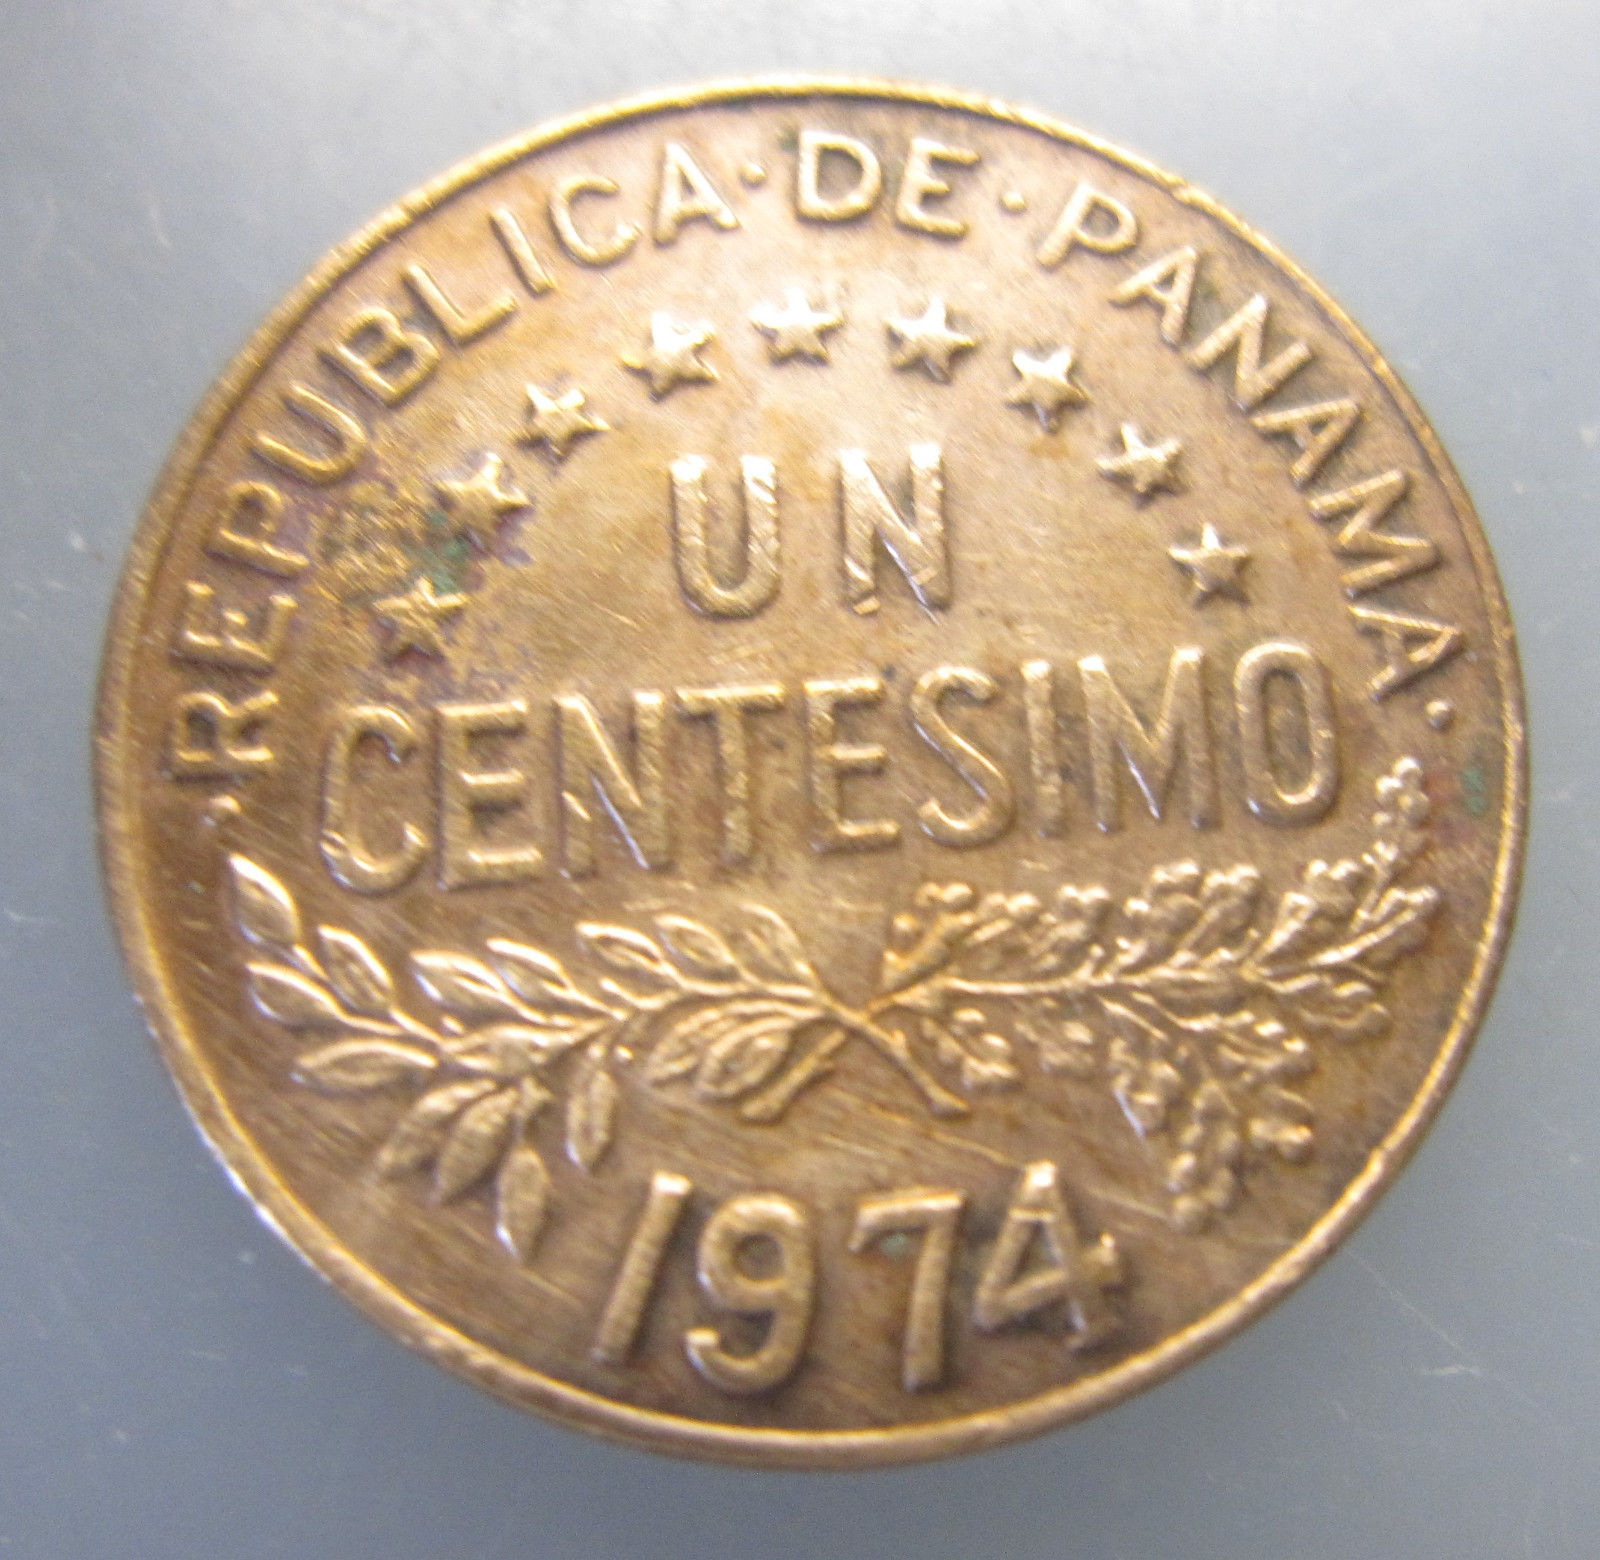 ·REPUBLICA·DE·PANAMA·
UN
CENTESIMO
1974